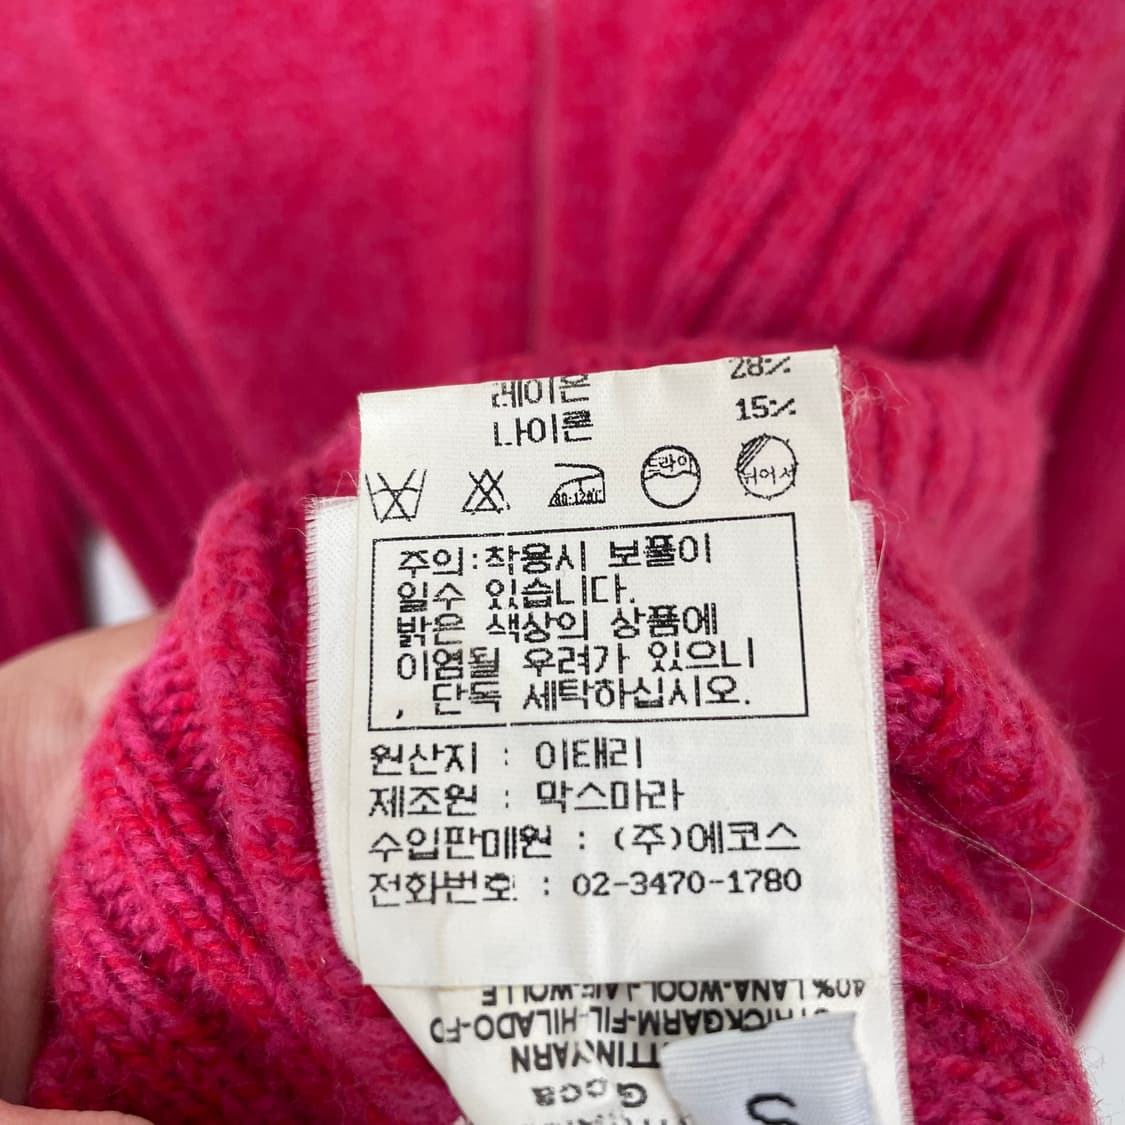 레이온 28%
나이론 15%
80-120℃
드라이
뉘어서
주의:착용시 보풀이
일수 있습니다.
밝은 색상의 상품에
이염될 우려가 있으니
, 단독 세탁하십시오.
원산지 : 이태리
제조원 : 막스마라
수입판매원 : (주)에코스
전화번호 : 02-3470-1780
S
40% LANA-WOOL-LAINE-WOLLE